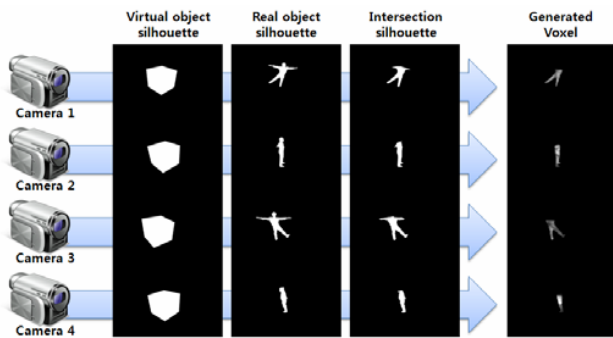 Virtual object
silhouette
Real object
silhouette
Intersection
silhouette
Generated
Voxel
Camera 1
Camera 2
Camera 3
Camera 4